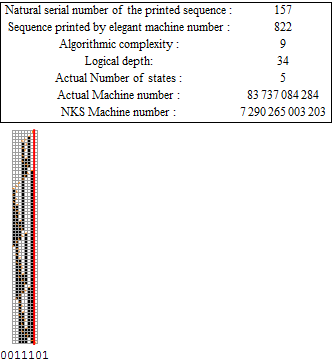 Natural serial number of the printed sequence : 157
Sequence printed by elegant machine number : 822
Algorithmic complexity : 9
Logical depth: 34
Actual Number of states : 5
Actual Machine number : 83 737 084 284
NKS Machine number : 7 290 265 003 203
0011101